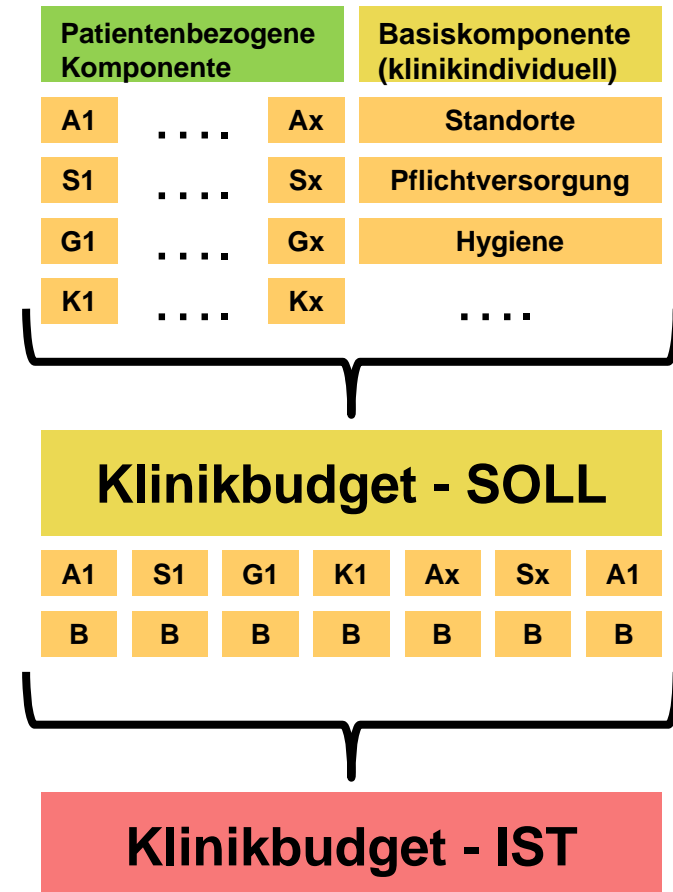 Patientenbezogene
Komponente
Basiskomponente
(klinikindividuell)
A1 .... Ax Standorte
S1 .... Sx Pflichtversorgung
G1 .... Gx Hygiene
K1 .... Kx ....
Klinikbudget - SOLL
A1 S1 G1 K1 Ax Sx A1
B B B B B B B
Klinikbudget - IST